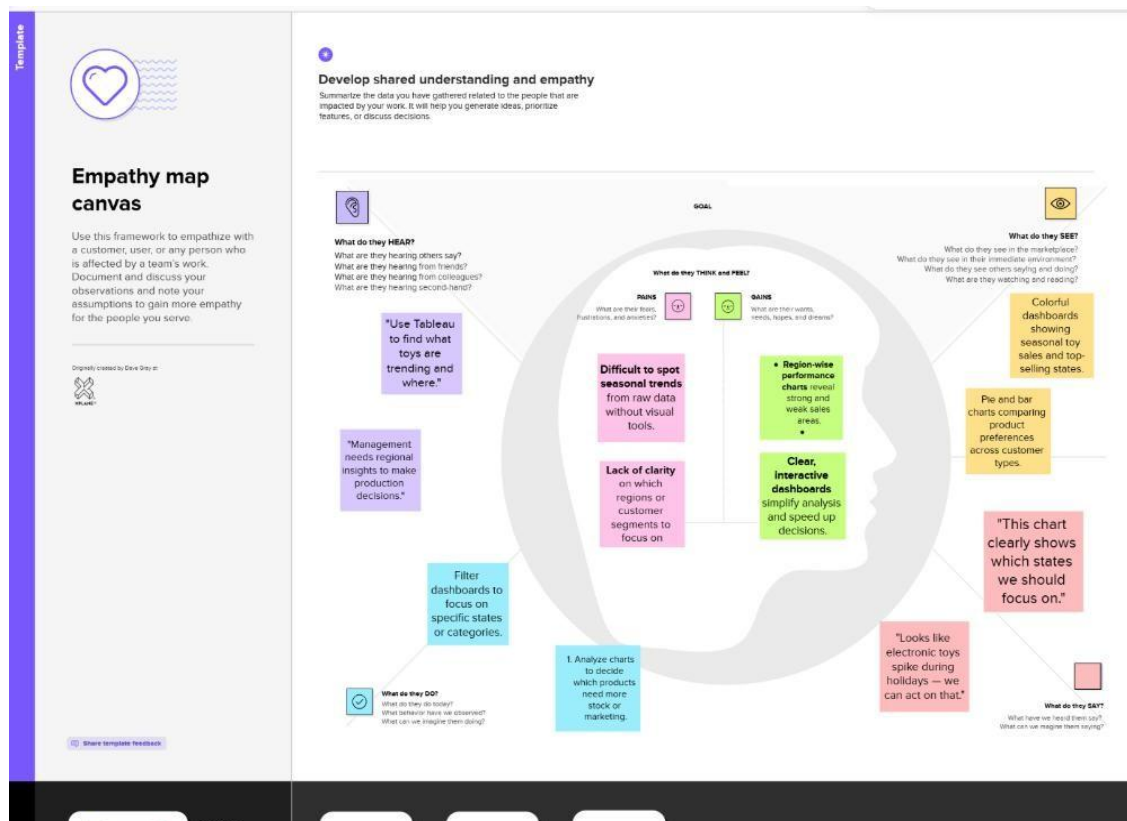 Template
Empathy map
canvas
Use this framework to empathize with
a customer, user, or any person who
is affected by a team's work.
Document and discuss your
observations and note your
assumptions to gain more empathy
for the people you serve.
Originally created by Dave Gray at
XPLANE
Share template feedback
Develop shared understanding and empathy
Summarize the data you have gathered related to the people that are
impacted by your work. It will help you generate ideas, prioritize
features, or discuss decisions.
GOAL
What do they HEAR?
What are they hearing others say?
What are they hearing from friends?
What are they hearing from colleagues?
What are they hearing second-hand?
"Use Tableau
to find what
toys are
trending and
where."
"Management
needs regional
insights to make
production
decisions."
What do they THINK and FEEL?
PAINS
What are their fears,
frustrations, and anxieties?
GAINS
What are their wants,
needs, hopes, and dreams?
Difficult to spot
seasonal trends
from raw data
without visual
tools.
Lack of clarity
on which
regions or
customer
segments to
focus on
• Region-wise
performance
charts reveal
strong and
weak sales
areas.
•
Clear,
interactive
dashboards
simplify analysis
and speed up
decisions.
What do they SEE?
What do they see in the marketplace?
What do they see in their immediate environment?
What do they see others saying and doing?
What are they watching and reading?
Colorful
dashboards
showing
seasonal toy
sales and top-
selling states.
Pie and bar
charts comparing
product
preferences
across customer
types.
"This chart
clearly shows
which states
we should
focus on."
"Looks like
electronic toys
spike during
holidays — we
can act on that."
What do they SAY?
What have we heard them say?
What can we magine them saying?
Filter
dashboards to
focus on
specific states
or categories.
1. Analyze charts
to decide
which products
need more
stock or
marketing.
What do they DO?
What do they do today?
What behavior have we observed?
What can we imagine them doing?